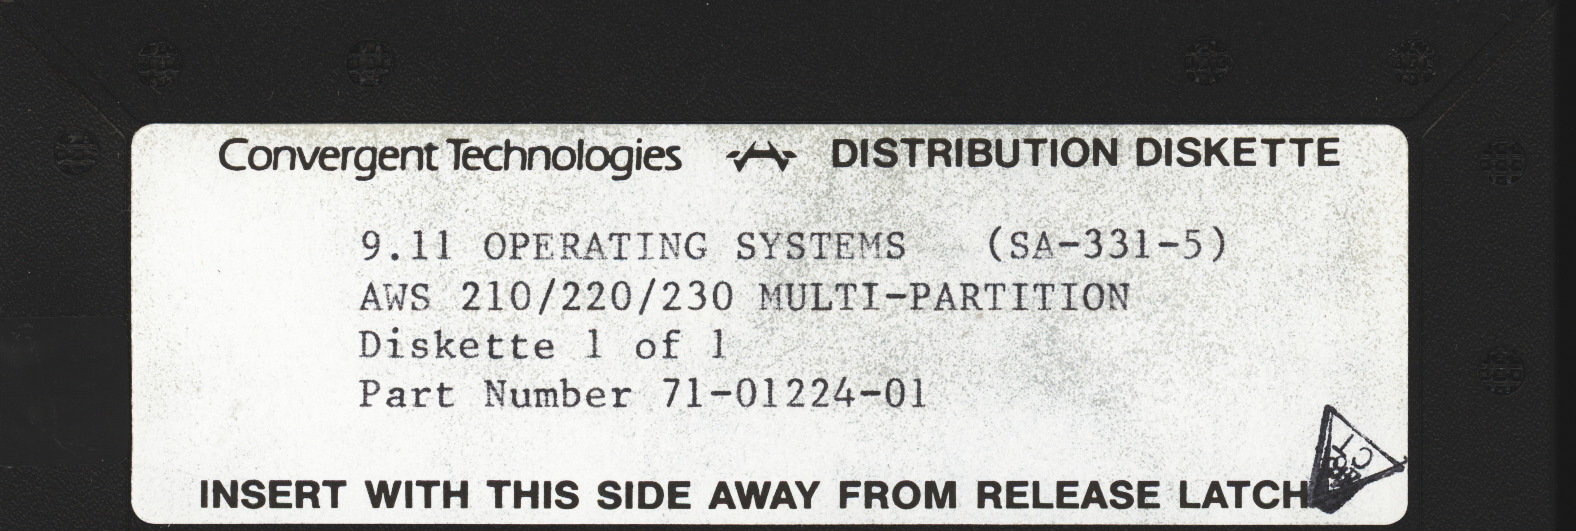 Convergent Technologies DISTRIBUTION DISKETTE
9.11 OPERATING SYSTEMS (SA-331-5)
AWS 210/220/230 MULTI-PARTITION
Diskette 1 of 1
Part Number 71-01224-01
INSERT WITH THIS SIDE AWAY FROM RELEASE LATCH